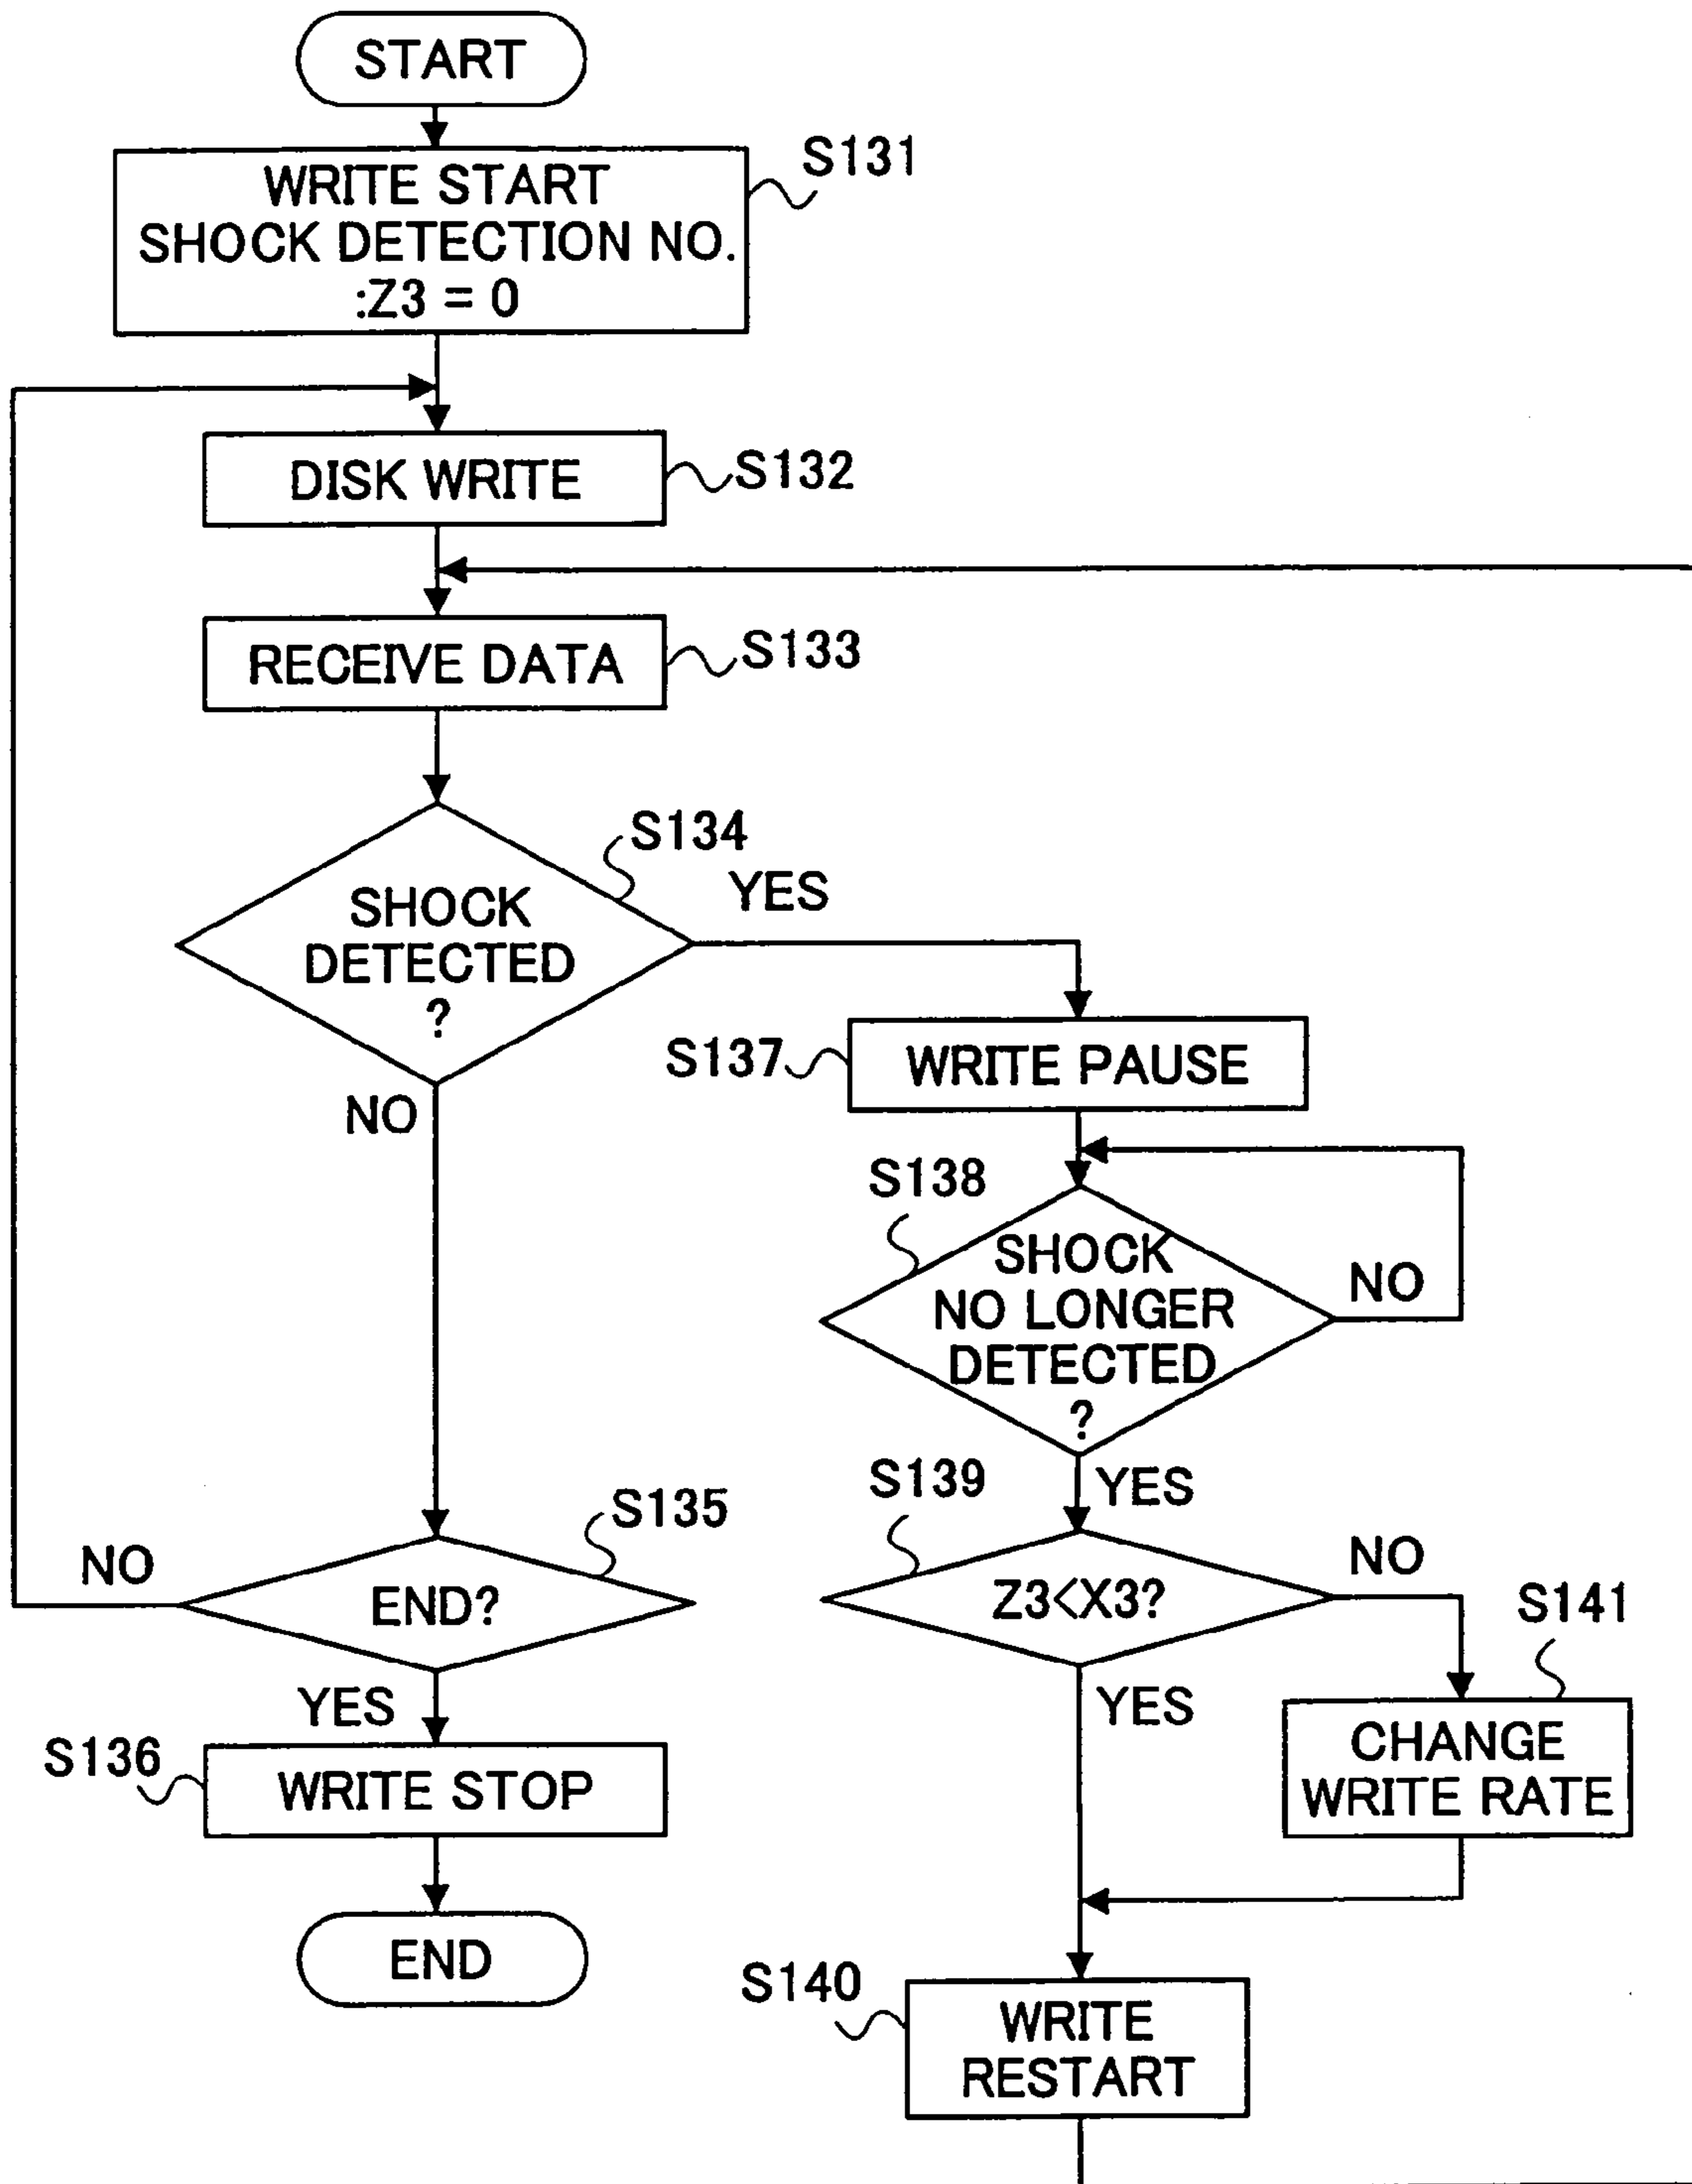 START
WRITE START
SHOCK DETECTION NO.
:Z3 = 0
S131
DISK WRITE
S132
RECEIVE DATA
S133
S134
SHOCK
DETECTED
?
YES
NO
S137
WRITE PAUSE
S138
SHOCK
NO LONGER
DETECTED
?
NO
YES
S135
END?
NO
YES
S139
Z3<X3?
NO
YES
S141
CHANGE
WRITE RATE
S136
WRITE STOP
END
S140
WRITE
RESTART